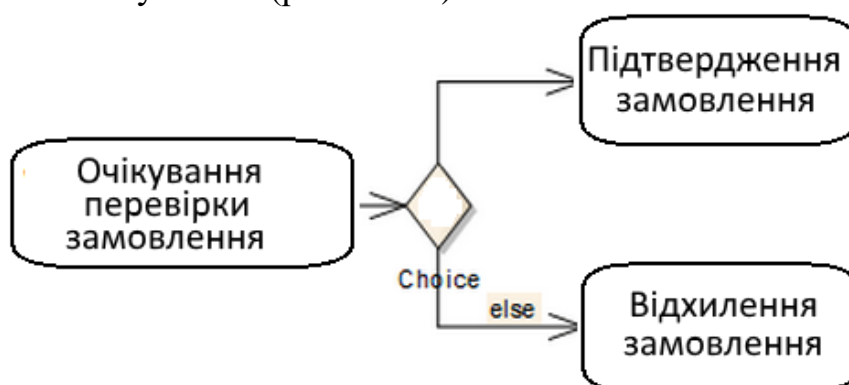 Підтвердження
замовлення
Очікування
перевірки
замовлення
Choice
else
Відхилення
замовлення